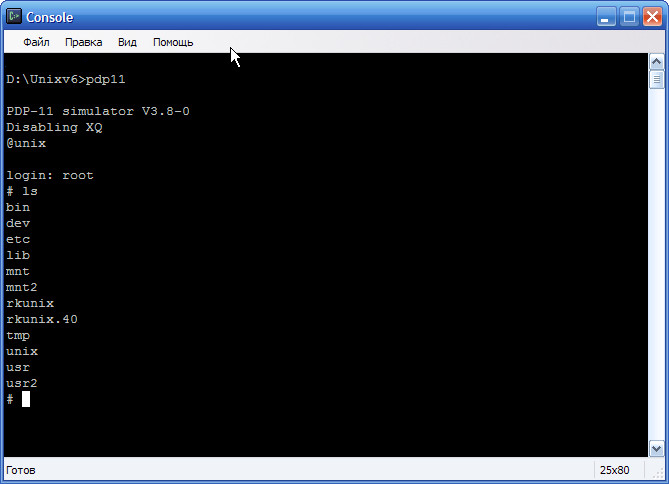 Console
Файл Правка Вид Помощь
D:\Unixv6>pdp11
PDP-11 simulator V3.8-0
Disabling XQ
@unix
login: root
# ls
bin
dev
etc
lib
mnt
mnt2
rkunix
rkunix.40
tmp
unix
usr
usr2
#
Готов 25x80